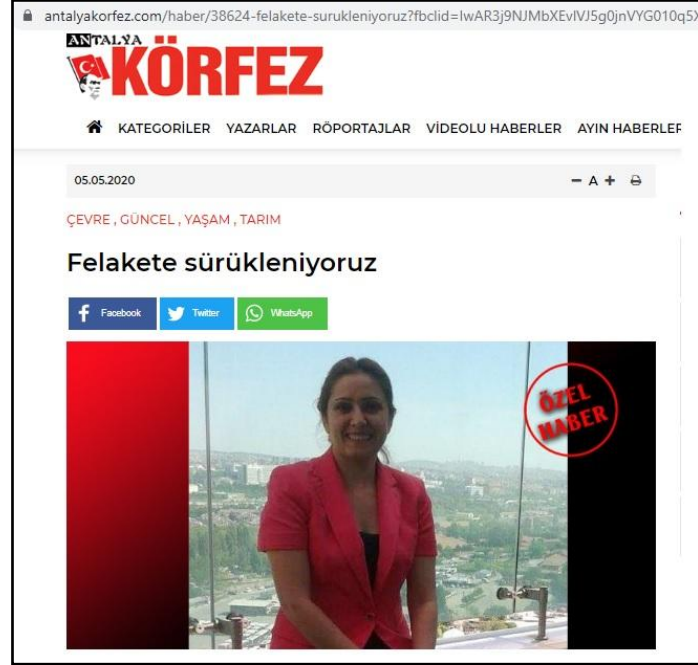 antalyakorfez.com/haber/38624-felakete-surukleniyoruz?fbclid=IwAR3j9NJMbXEvlVJ5g0jnVYG010q5X
ANTALYA
KÖRFEZ
KATEGORİLER YAZARLAR RÖPORTAJLAR VİDEOLU HABERLER AYIN HABERLER
05.05.2020 − A +
ÇEVRE , GÜNCEL , YAŞAM , TARIM
Felakete sürükleniyoruz
Facebook Twitter WhatsApp
ÖZEL
HABER